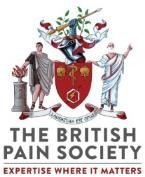 THE BRITISH
PAIN SOCIETY
EXPERTISE WHERE IT MATTERS